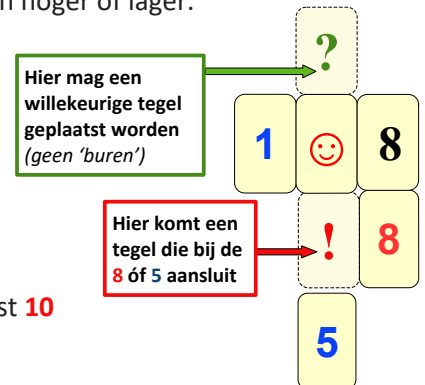 hoger of lager.
?
Hier mag een
willekeurige tegel
geplaatst worden
(geen ‘buren’)
1 8
Hier komt een
tegel die bij de
8 óf 5 aansluit
! 8
10
5